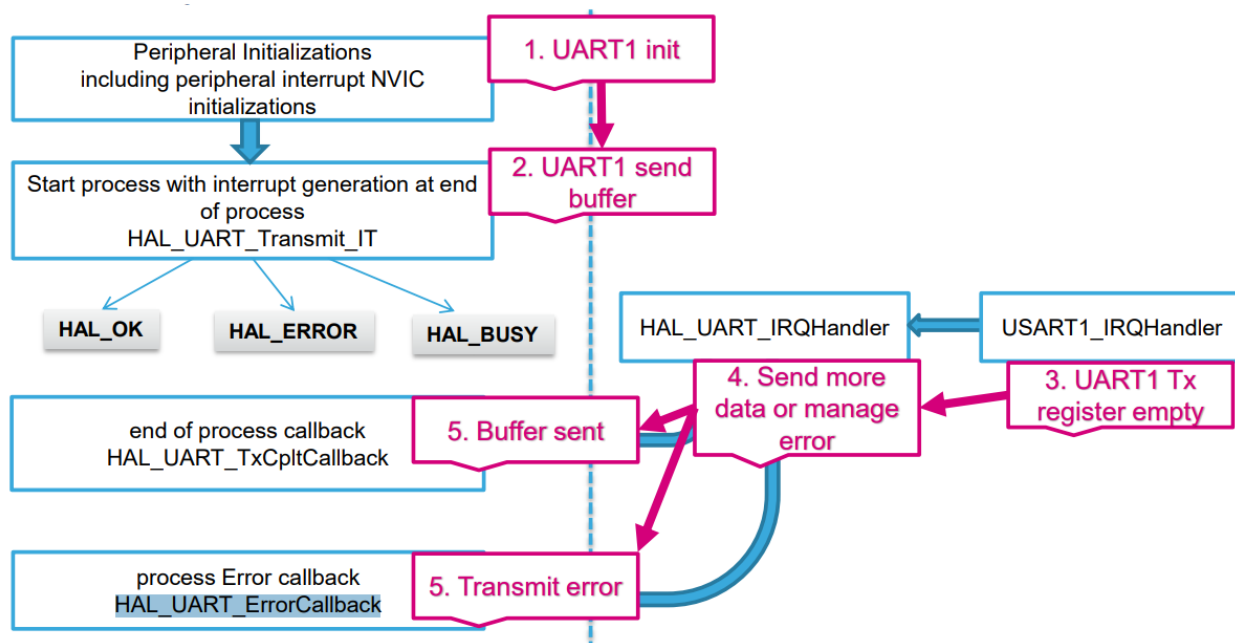 Peripheral Initializations
including peripheral interrupt NVIC
initializations
1. UART1 init
Start process with interrupt generation at end
of process
HAL_UART_Transmit_IT
2. UART1 send
buffer
HAL_OK
HAL_ERROR
HAL_BUSY
HAL_UART_IRQHandler
USART1_IRQHandler
4. Send more
data or manage
error
3. UART1 Tx
register empty
end of process callback
HAL_UART_TxCpltCallback
5. Buffer sent
process Error callback
HAL_UART_ErrorCallback
5. Transmit error